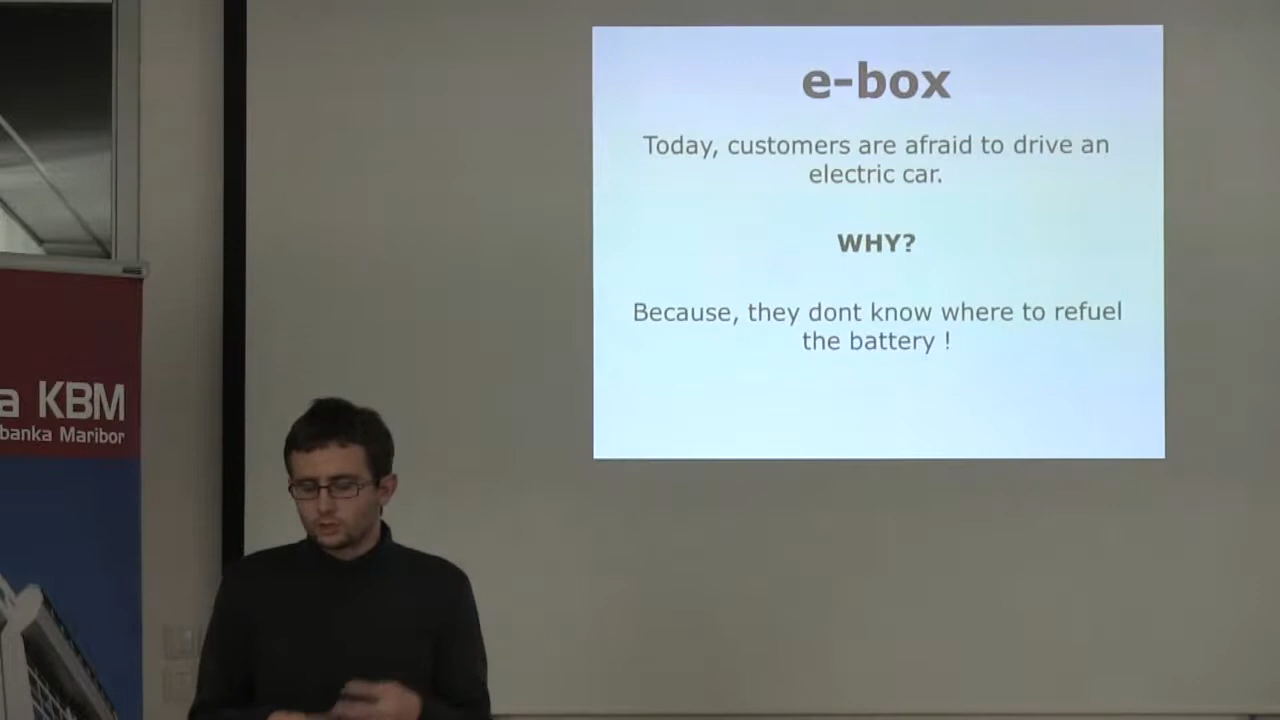 e-box
Today, customers are afraid to drive an
electric car.
WHY?
Because, they dont know where to refuel
the battery !
a KBM
banka Maribor